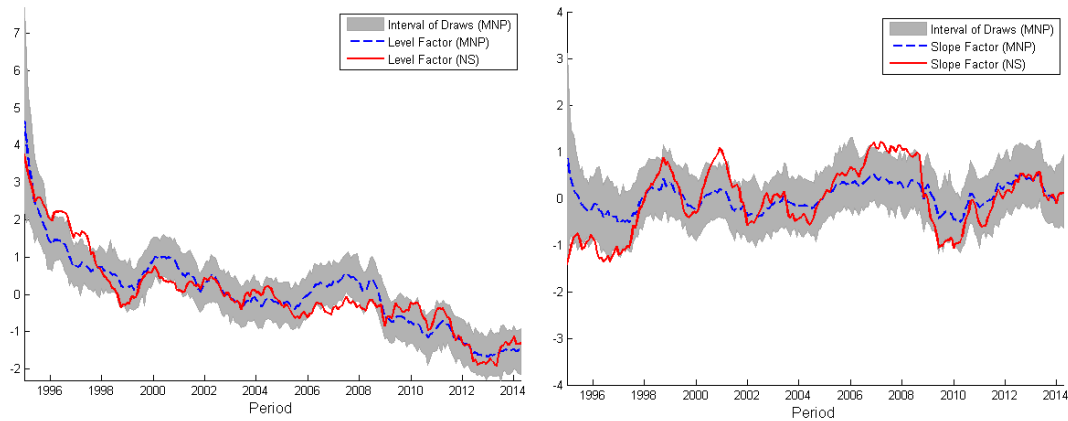 Interval of Draws (MNP)
Level Factor (MNP)
Level Factor (NS)
7
6
5
4
3
2
1
0
-1
-2
1996 1998 2000 2002 2004 2006 2008 2010 2012 2014
Period
Interval of Draws (MNP)
Slope Factor (MNP)
Slope Factor (NS)
4
3
2
1
0
-1
-2
-3
-4
1996 1998 2000 2002 2004 2006 2008 2010 2012 2014
Period